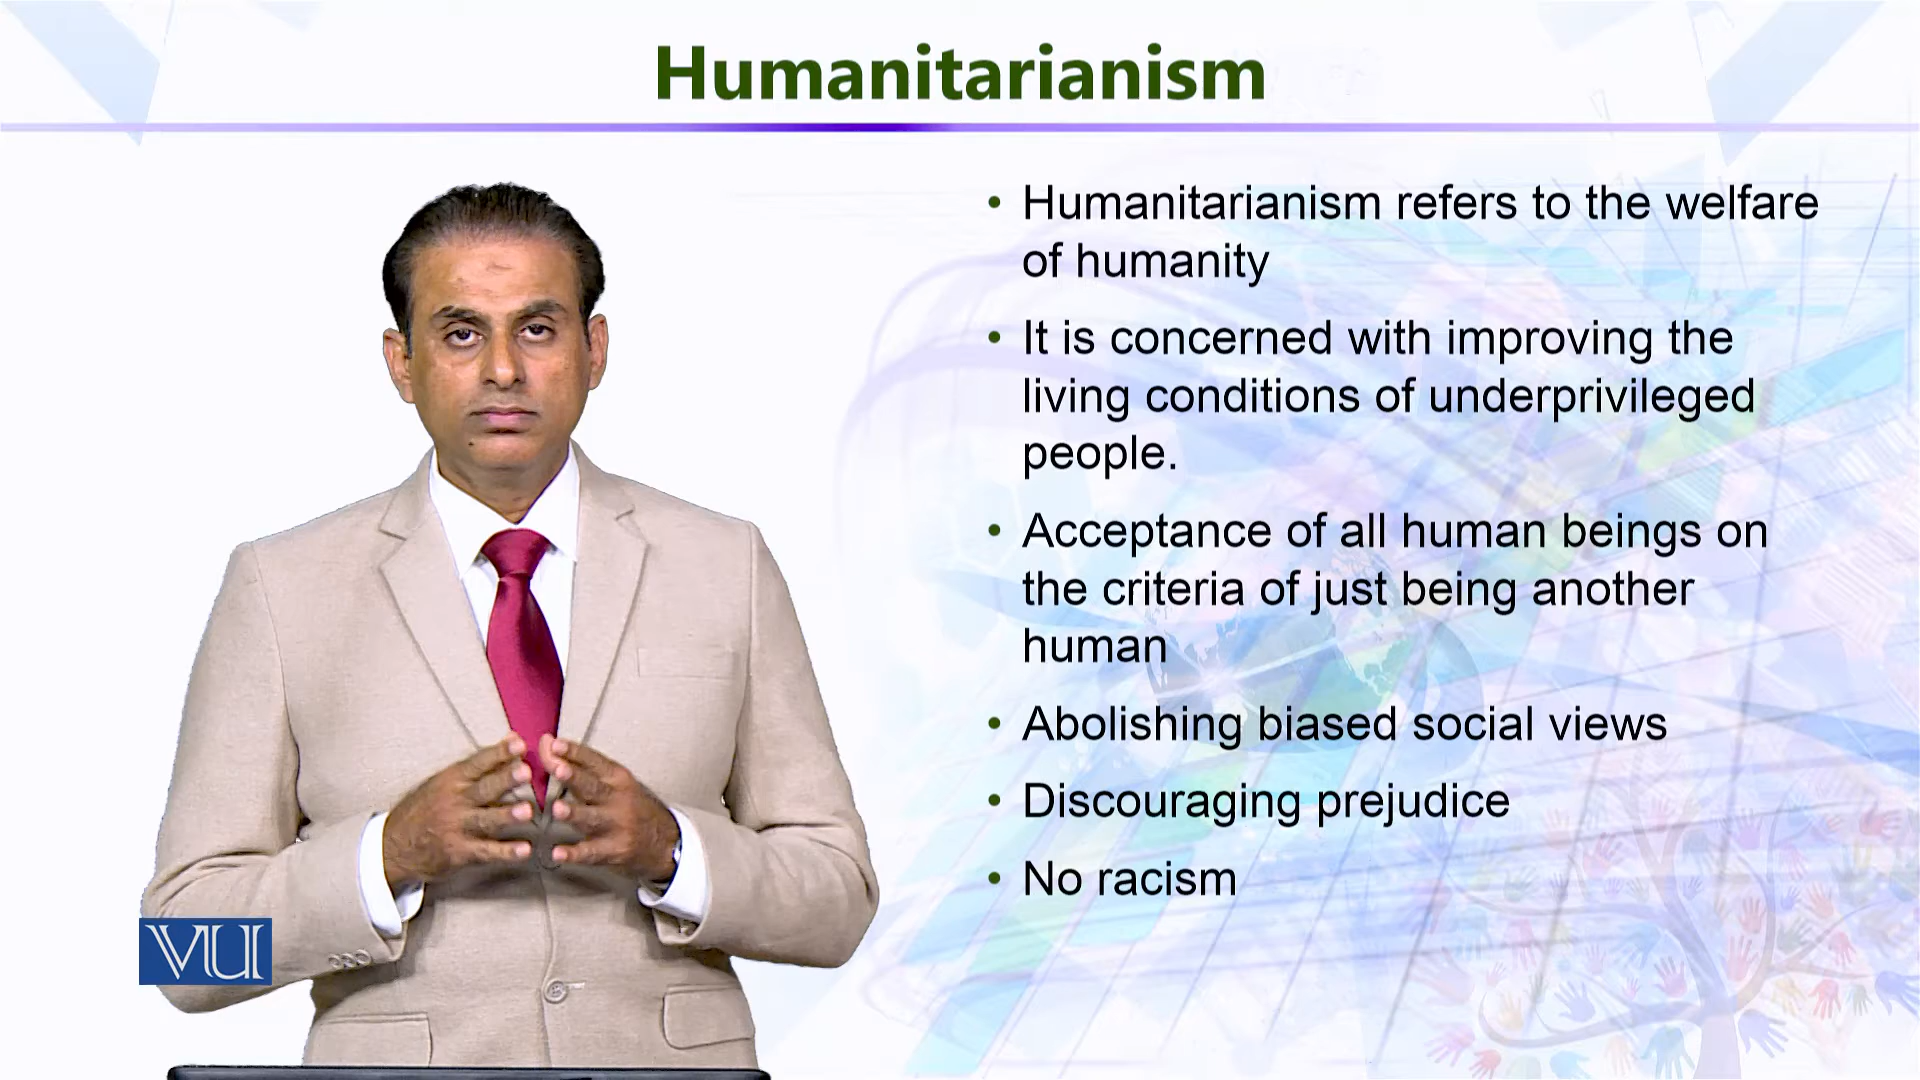 Humanitarianism
• Humanitarianism refers to the welfare
of humanity
• It is concerned with improving the
living conditions of underprivileged
people.
• Acceptance of all human beings on
the criteria of just being another
human
• Abolishing biased social views
• Discouraging prejudice
• No racism
VU